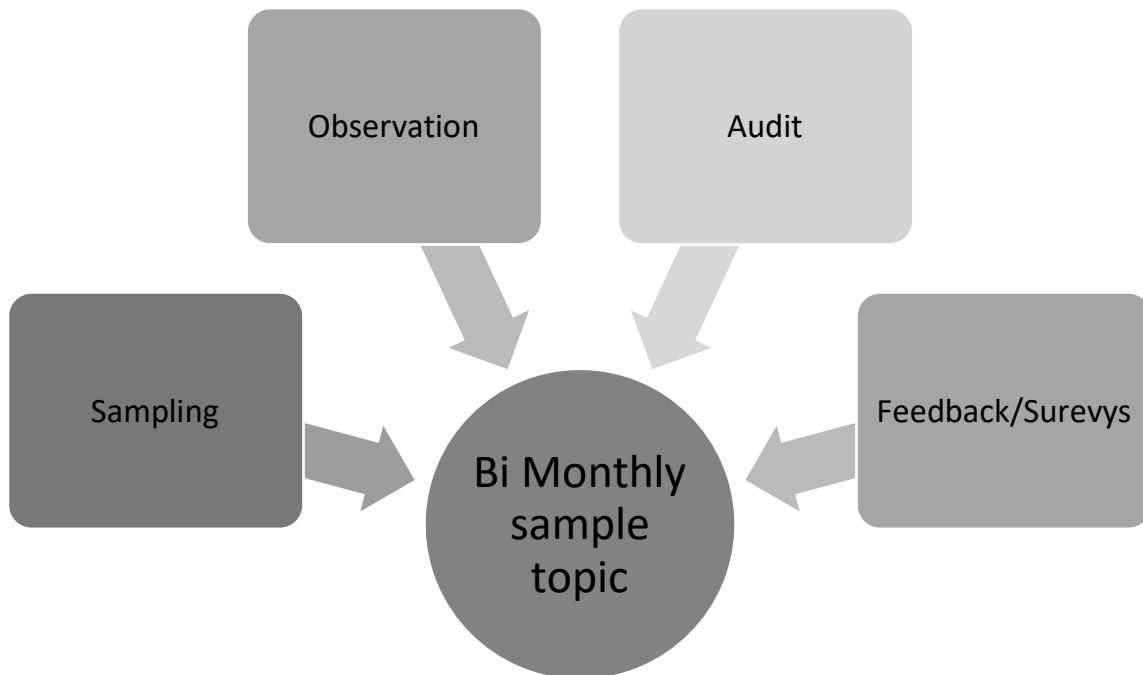 Observation
Audit
Sampling
Feedback/Surevys
Bi Monthly
sample
topic